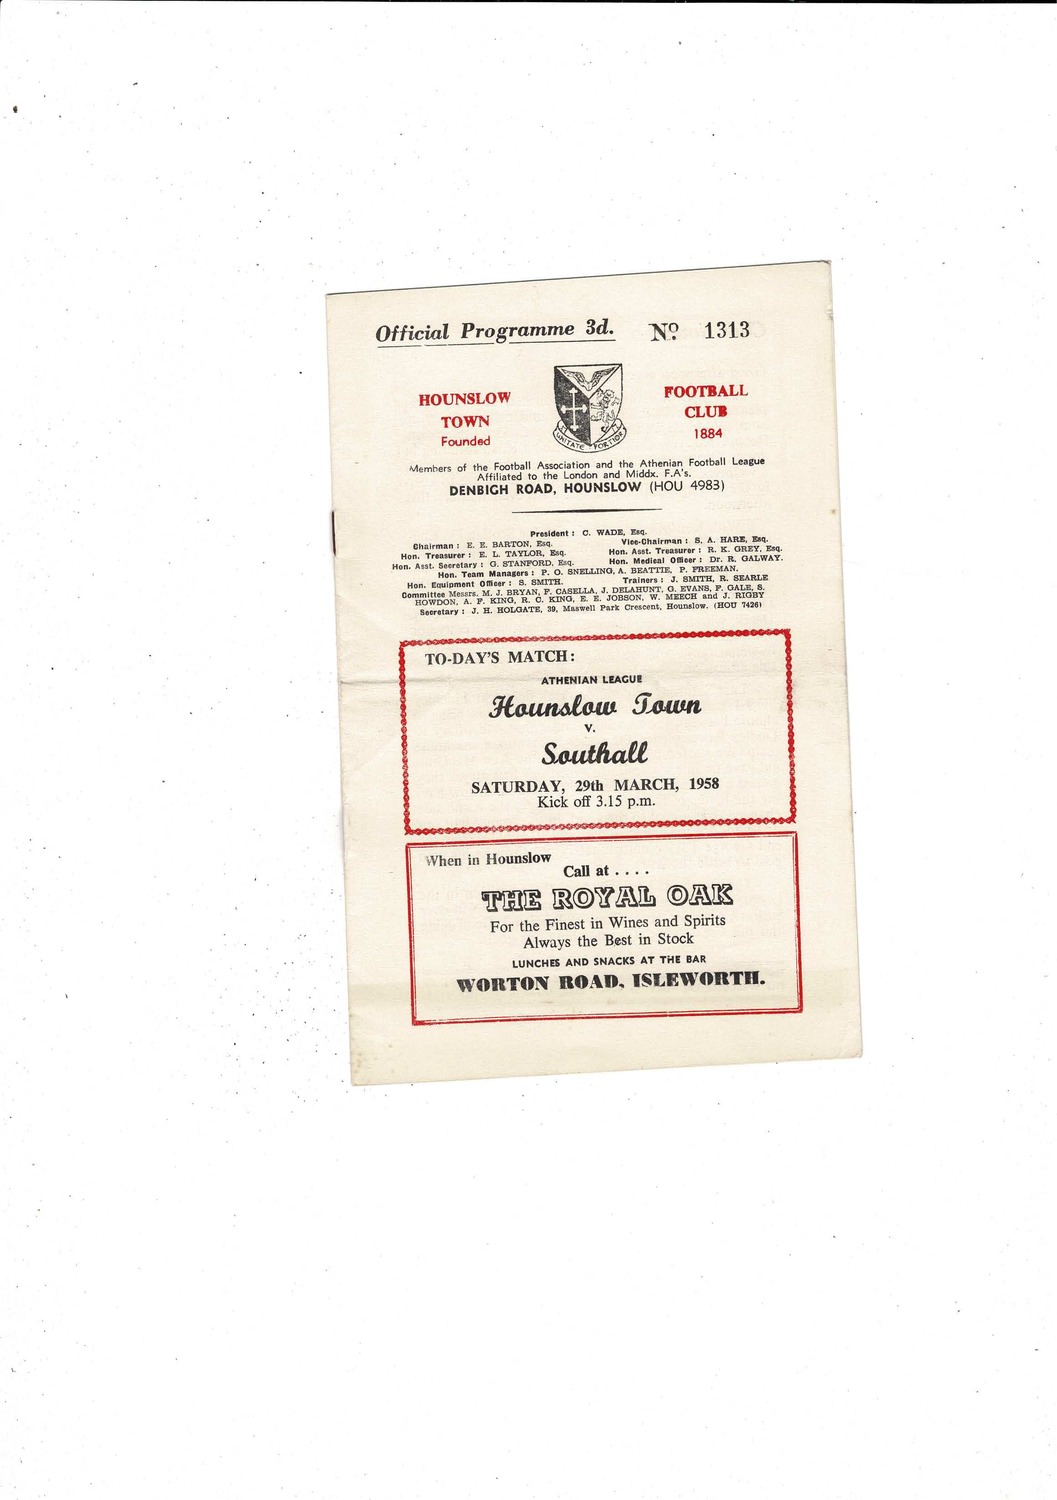 Official Programme 3d. Nº 1313
HOUNSLOW
TOWN
Founded
FOOTBALL
CLUB
1884
UNITATE FORTIOR
Members of the Football Association and the Athenian Football League
Affiliated to the London and Middx. F.A's.
DENBIGH ROAD, HOUNSLOW (HOU 4983)
President : C. WADE, Esq.
Chairman : E. E. BARTON, Esq. Vice-Chairman : S. A. HARE, Esq.
Hon. Treasurer : E. L. TAYLOR, Esq. Hon. Asst. Treasurer : R. K. GREY, Esq.
Hon. Asst. Secretary : G. STANFORD, Esq. Hon. Medical Officer : Dr. R. GALWAY.
Hon. Team Managers : P. O. SNELLING, A. BEATTIE, P. FREEMAN.
Hon. Equipment Officer : S. SMITH. Trainers : J. SMITH, R. SEARLE
Committee Messrs. M. J. BRYAN, F. CASELLA, J. DELAHUNT, G. EVANS, F. GALE, S.
HOWDON, A. F. KING, R. C. KING, E. E. JOBSON, W. MEECH and J. RIGBY
Secretary : J. H. HOLGATE, 39, Maswell Park Crescent, Hounslow. (HOU 7426)
TO-DAY'S MATCH:
ATHENIAN LEAGUE
Hounslow Town
v.
Southall
SATURDAY, 29th MARCH, 1958
Kick off 3.15 p.m.
When in Hounslow
Call at . . . .
THE ROYAL OAK
For the Finest in Wines and Spirits
Always the Best in Stock
LUNCHES AND SNACKS AT THE BAR
WORTON ROAD, ISLEWORTH.